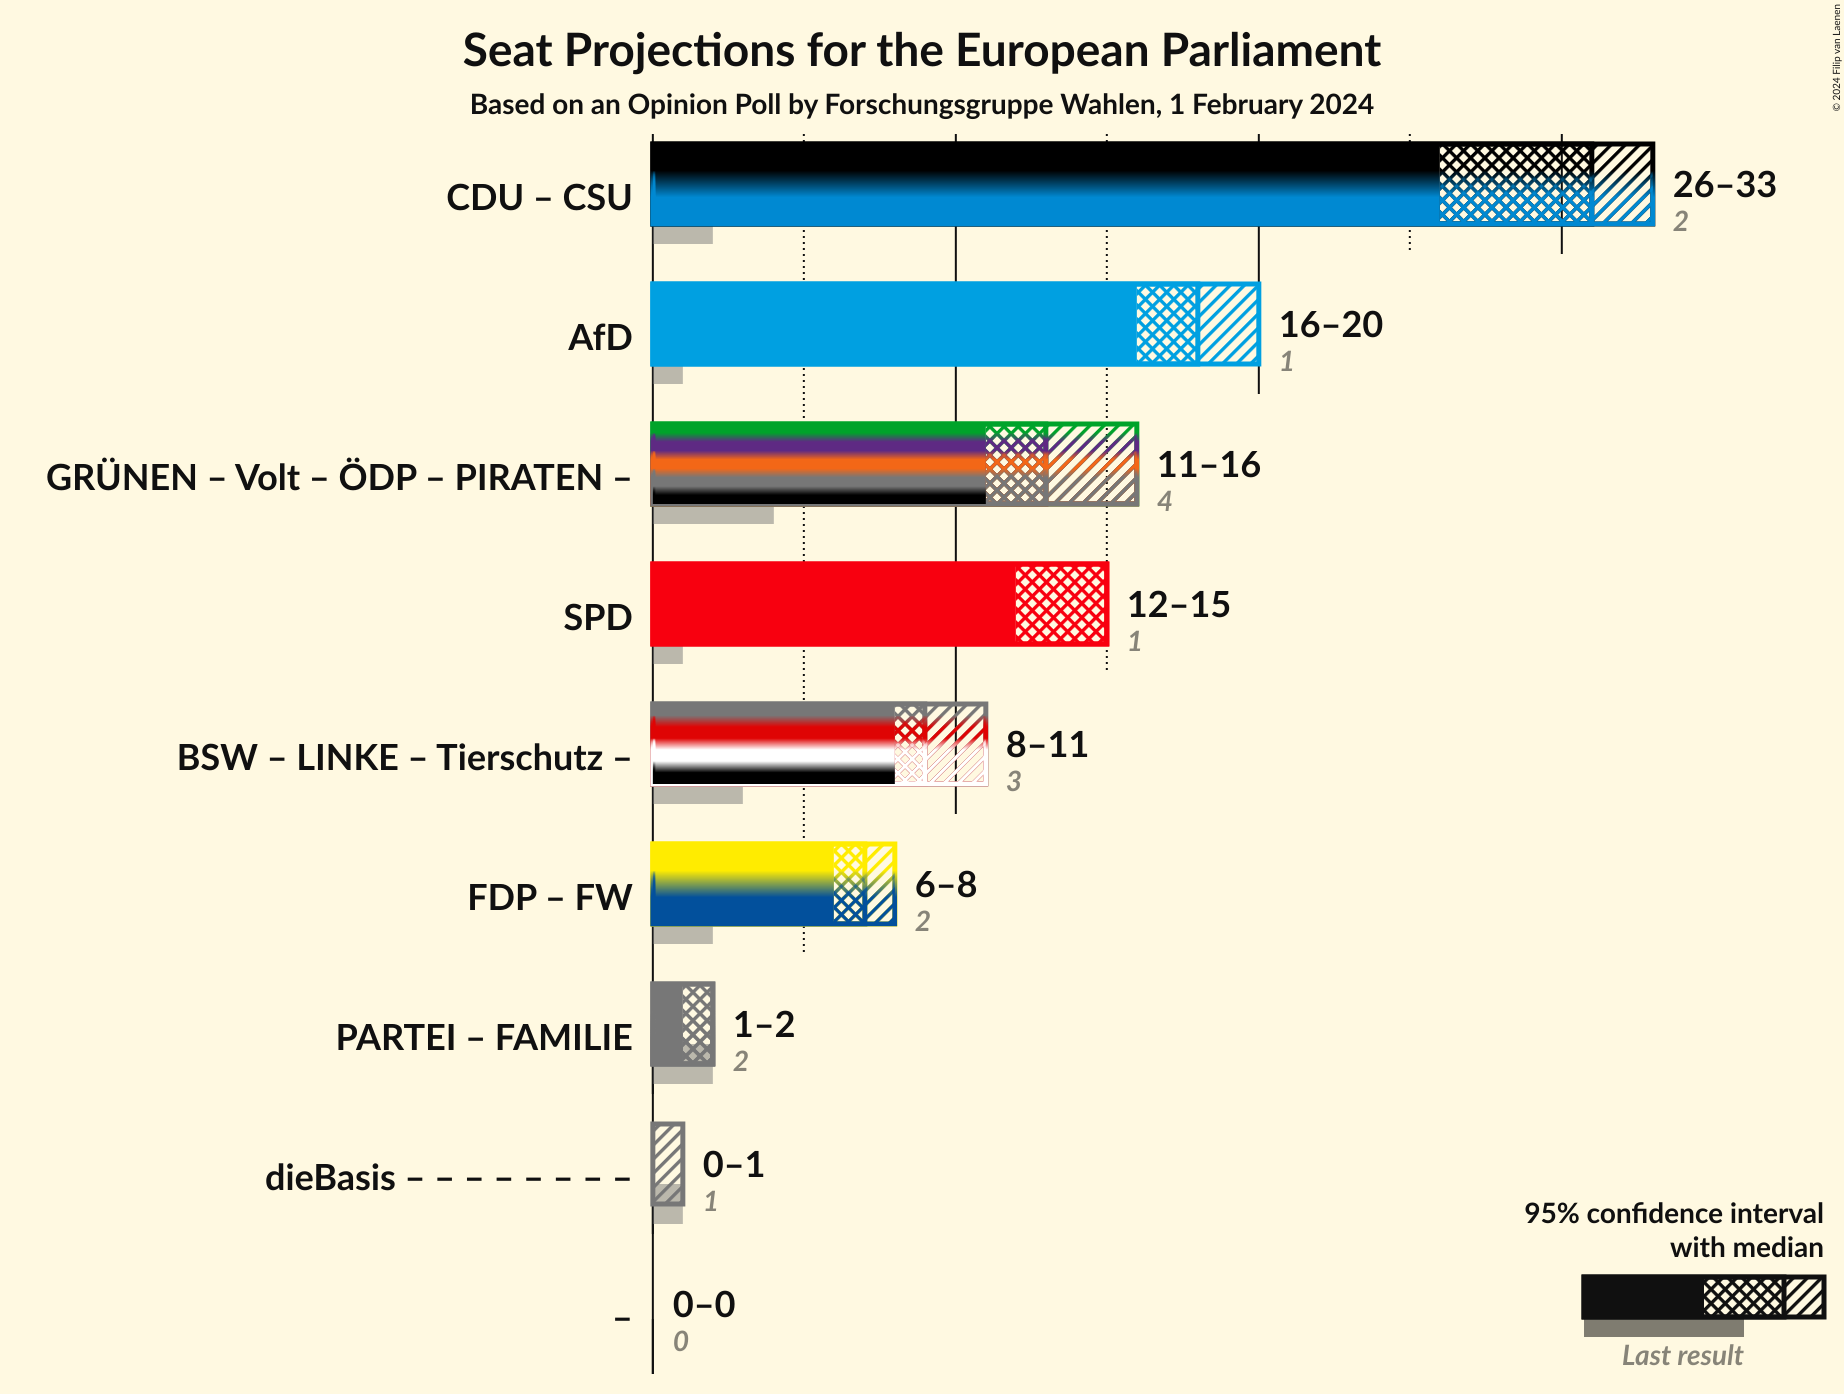 Seat Projections for the European Parliament
Based on an Opinion Poll by Forschungsgruppe Wahlen, 1 February 2024
© 2024 Filip van Laenen
CDU – CSU
26–33
2
AfD
16–20
1
GRÜNEN – Volt – ÖDP – PIRATEN –
11–16
4
SPD
12–15
1
BSW – LINKE – Tierschutz –
8–11
3
FDP – FW
6–8
2
PARTEI – FAMILIE
1–2
2
dieBasis – – – – – – – –
0–1
1
–
0–0
0
95% confidence interval
with median
Last result